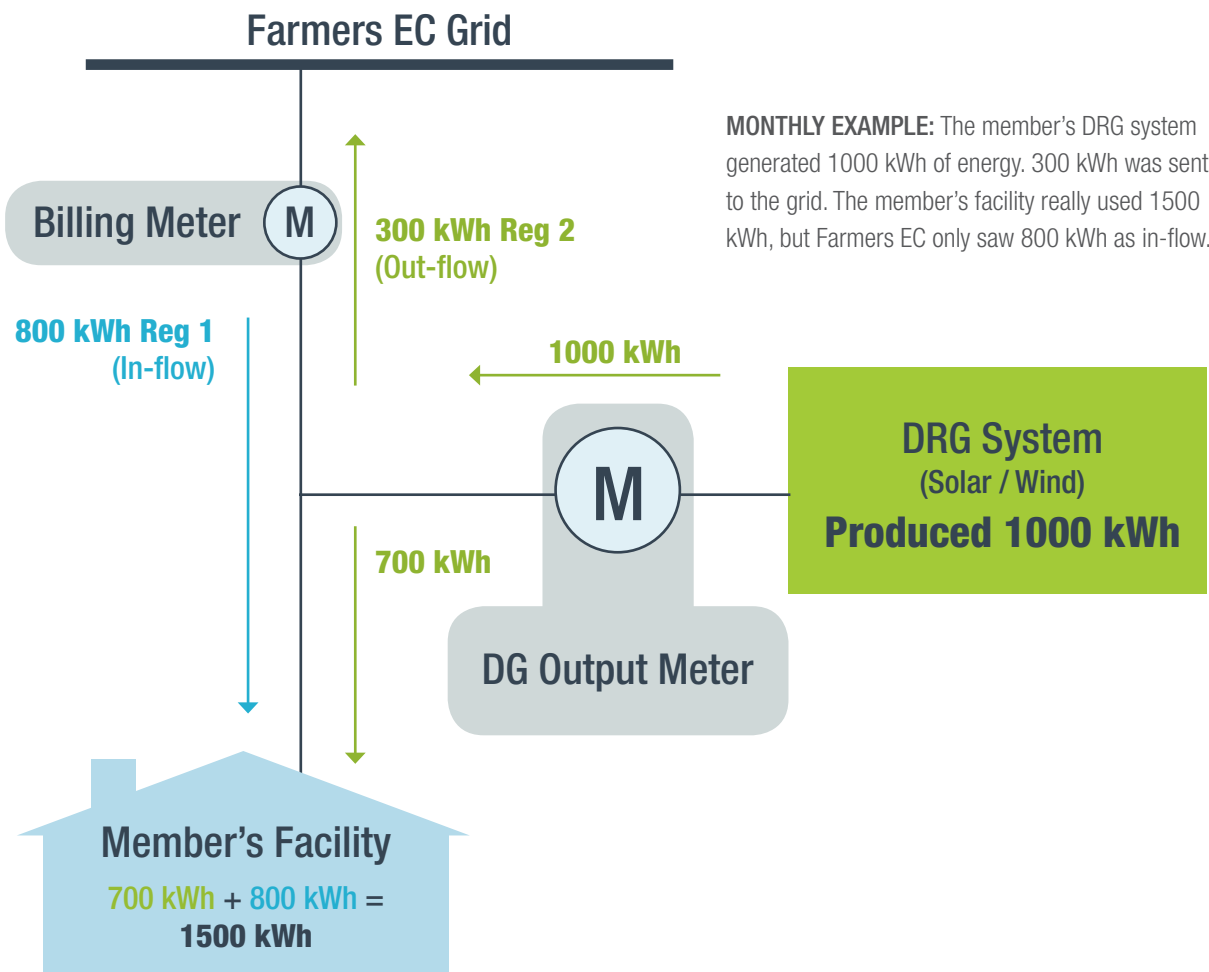 Farmers EC Grid
MONTHLY EXAMPLE: The member’s DRG system
generated 1000 kWh of energy. 300 kWh was sent
to the grid. The member’s facility really used 1500
kWh, but Farmers EC only saw 800 kWh as in-flow.
Billing Meter M
300 kWh Reg 2
(Out-flow)
800 kWh Reg 1
(In-flow)
1000 kWh
DRG System
(Solar / Wind)
Produced 1000 kWh
M
700 kWh
DG Output Meter
Member’s Facility
700 kWh + 800 kWh =
1500 kWh